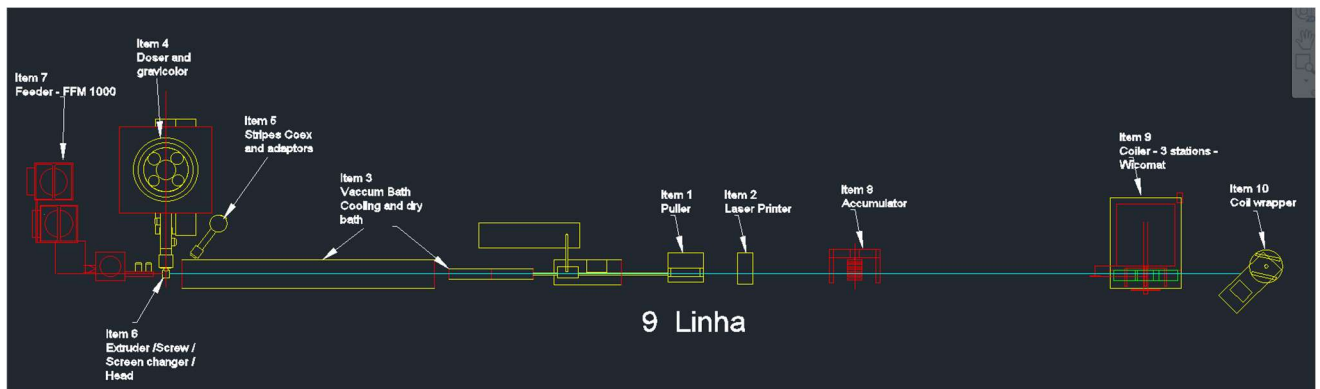 Item 4
Doser and
gravicolor
Item 7
Feeder - FFM 1000
Item 5
Stripes Coex
and adaptors
Item 3
Vaccum Bath
Cooling and dry
bath
Item 1
Puller
Item 2
Laser Printer
Item 8
Accumulator
Item 9
Coiler - 3 stations -
Wicomat
Item 10
Coil wrapper
9 Linha
Item 6
Extruder /Screw /
Screen changer /
Head